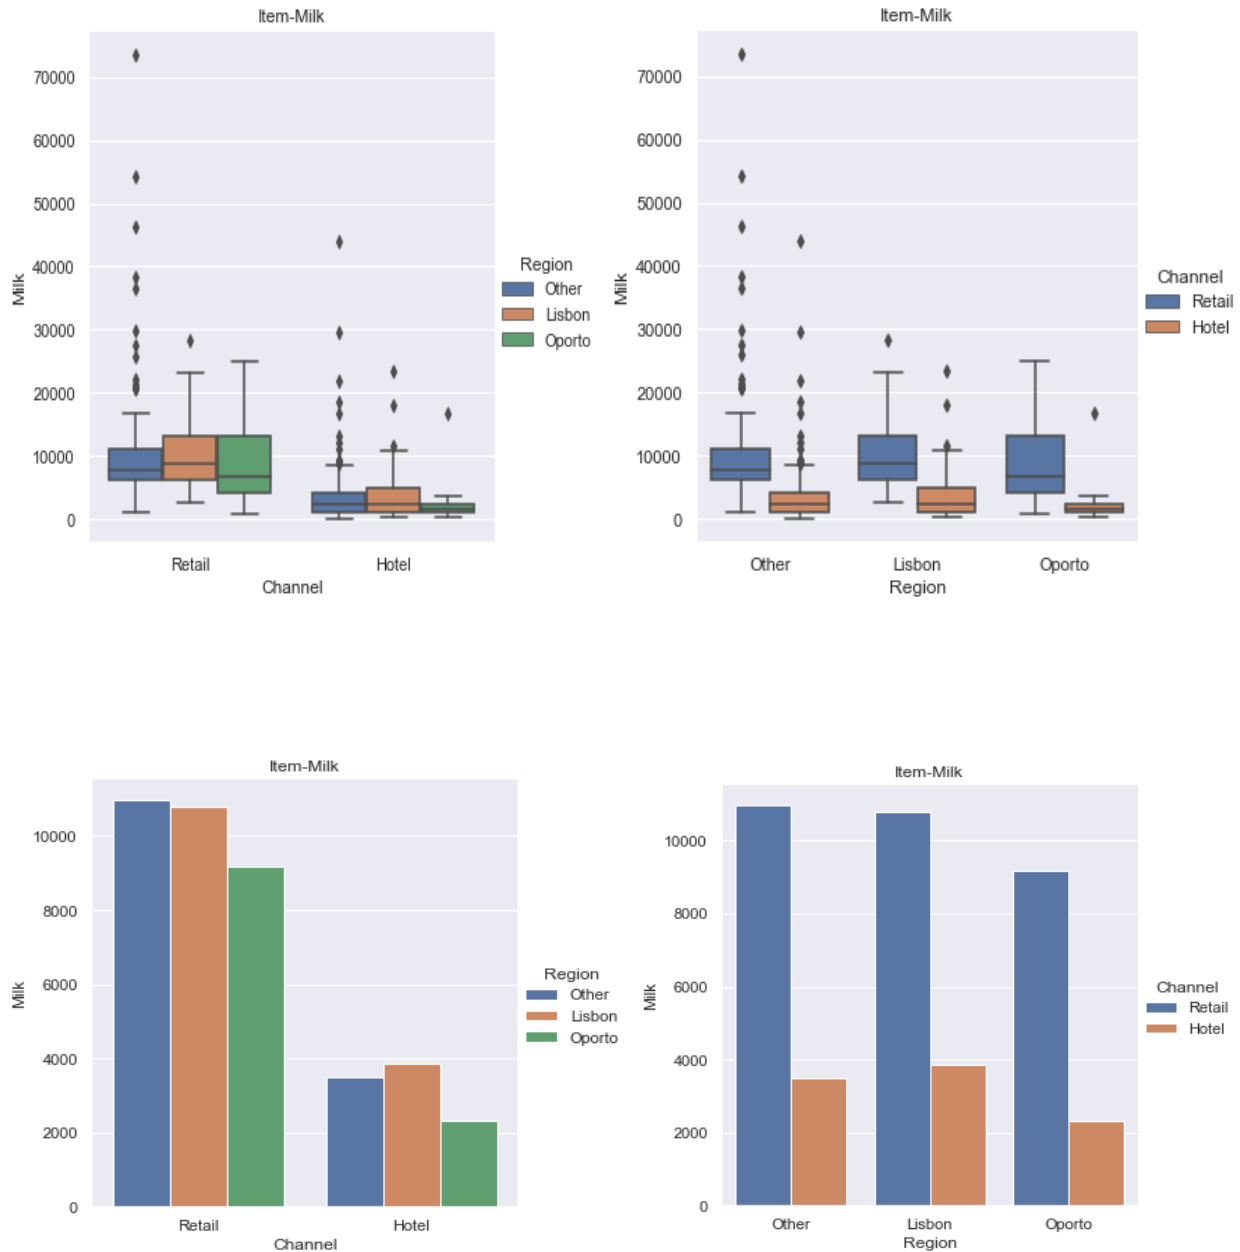 Item-Milk
70000
60000
50000
40000
30000
20000
10000
0
Milk
Retail
Hotel
Channel
Region
Other
Lisbon
Oporto
Item-Milk
70000
60000
50000
40000
30000
20000
10000
0
Milk
Other
Lisbon
Oporto
Region
Channel
Retail
Hotel
Item-Milk
10000
8000
6000
4000
2000
0
Milk
Retail
Hotel
Channel
Region
Other
Lisbon
Oporto
Item-Milk
10000
8000
6000
4000
2000
0
Milk
Other
Lisbon
Oporto
Region
Channel
Retail
Hotel